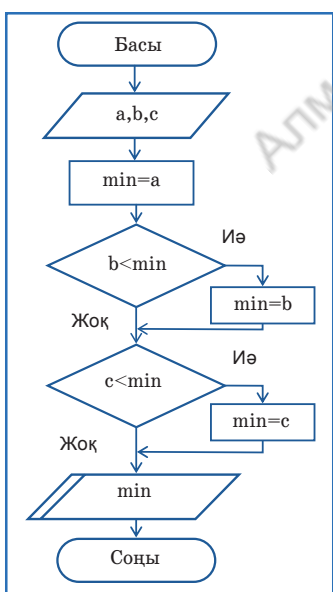 Басы
a,b,c
min=a
Иә
b<min
min=b
Жоқ
Иә
c<min
min=c
Жоқ
min
Соңы